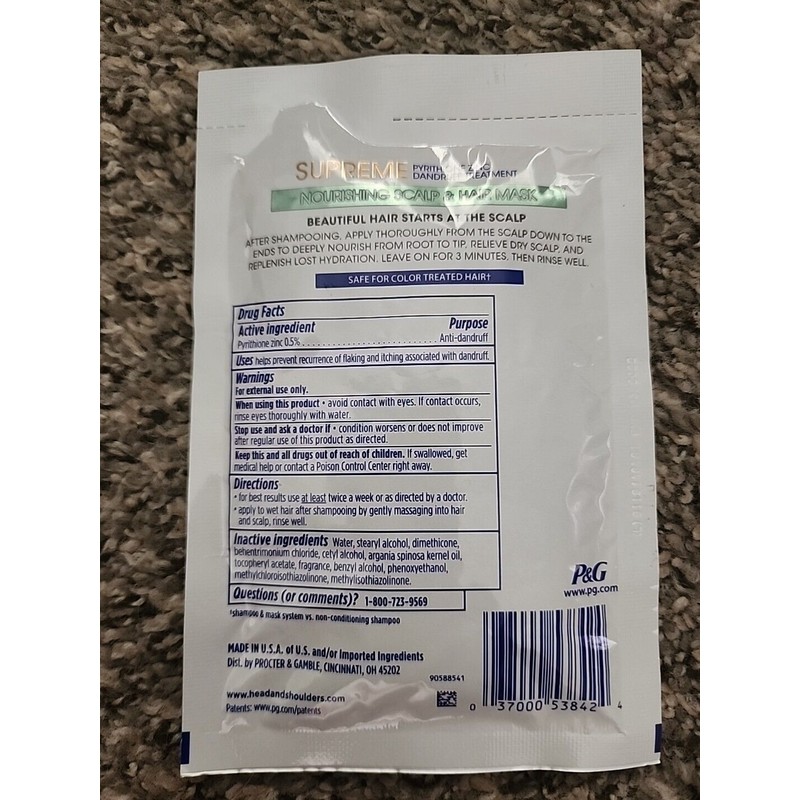 SUPREME PYRITHIONE ZINC
DANDRUFF TREATMENT
NOURISHING SCALP & HAIR MASK
BEAUTIFUL HAIR STARTS AT THE SCALP
AFTER SHAMPOOING, APPLY THOROUGHLY FROM THE SCALP DOWN TO THE
ENDS TO DEEPLY NOURISH FROM ROOT TO TIP, RELIEVE DRY SCALP, AND
REPLENISH LOST HYDRATION. LEAVE ON FOR 3 MINUTES, THEN RINSE WELL.
SAFE FOR COLOR TREATED HAIR†
Drug Facts
Active ingredient Purpose
Pyrithione zinc 0.5%.......................... Anti-dandruff
Uses helps prevent recurrence of flaking and itching associated with dandruff.
Warnings
For external use only.
When using this product • avoid contact with eyes. If contact occurs,
rinse eyes thoroughly with water.
Stop use and ask a doctor if • condition worsens or does not improve
after regular use of this product as directed.
Keep this and all drugs out of reach of children. If swallowed, get
medical help or contact a Poison Control Center right away.
Directions
• for best results use at least twice a week or as directed by a doctor.
• apply to wet hair after shampooing by gently massaging into hair
and scalp, rinse well.
Inactive ingredients Water, stearyl alcohol, dimethicone,
behentrimonium chloride, cetyl alcohol, argania spinosa kernel oil,
tocopheryl acetate, fragrance, benzyl alcohol, phenoxyethanol,
methylchloroisothiazolinone, methylisothiazolinone.
Questions (or comments)? 1-800-723-9569
†shampoo & mask system vs. non-conditioning shampoo
P&G
www.pg.com
MADE IN U.S.A. of U.S. and/or Imported Ingredients
Dist. by PROCTER & GAMBLE, CINCINNATI, OH 45202
90588541
www.headandshoulders.com
Patents: www.pg.com/patents
0 37000 53842 4